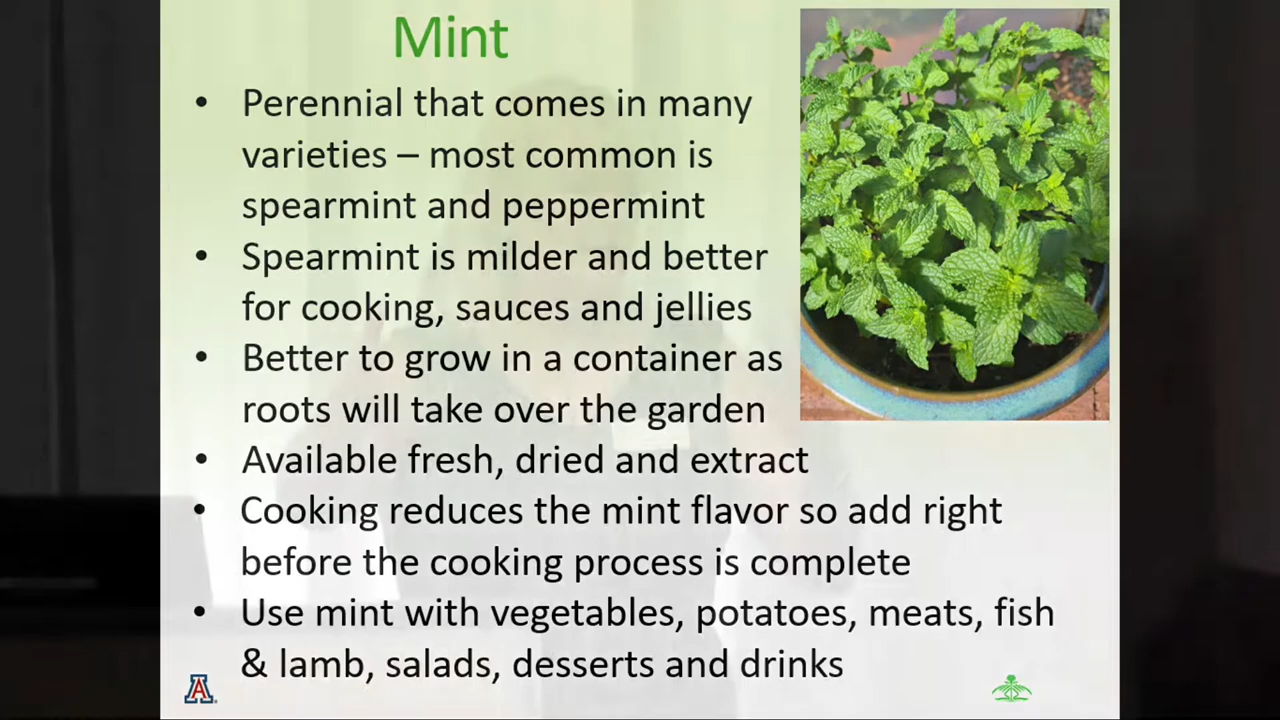 Mint
• Perennial that comes in many
varieties – most common is
spearmint and peppermint
• Spearmint is milder and better
for cooking, sauces and jellies
• Better to grow in a container as
roots will take over the garden
• Available fresh, dried and extract
• Cooking reduces the mint flavor so add right
before the cooking process is complete
• Use mint with vegetables, potatoes, meats, fish
& lamb, salads, desserts and drinks
A